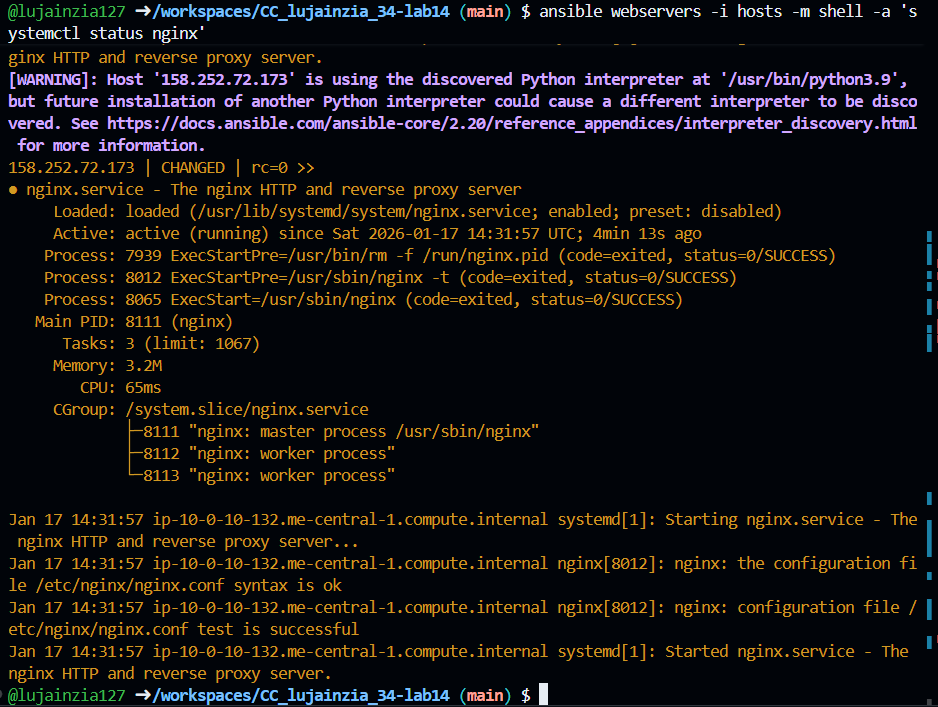 @lujainzia127 ➜/workspaces/CC_lujainzia_34-lab14 (main) $ ansible webservers -i hosts -m shell -a 's
ystemctl status nginx'
ginx HTTP and reverse proxy server.
[WARNING]: Host '158.252.72.173' is using the discovered Python interpreter at '/usr/bin/python3.9',
but future installation of another Python interpreter could cause a different interpreter to be disco
vered. See https://docs.ansible.com/ansible-core/2.20/reference_appendices/interpreter_discovery.html
 for more information.
158.252.72.173 | CHANGED | rc=0 >>
● nginx.service - The nginx HTTP and reverse proxy server
     Loaded: loaded (/usr/lib/systemd/system/nginx.service; enabled; preset: disabled)
     Active: active (running) since Sat 2026-01-17 14:31:57 UTC; 4min 13s ago
    Process: 7939 ExecStartPre=/usr/bin/rm -f /run/nginx.pid (code=exited, status=0/SUCCESS)
    Process: 8012 ExecStartPre=/usr/sbin/nginx -t (code=exited, status=0/SUCCESS)
    Process: 8065 ExecStart=/usr/sbin/nginx (code=exited, status=0/SUCCESS)
   Main PID: 8111 (nginx)
      Tasks: 3 (limit: 1067)
     Memory: 3.2M
        CPU: 65ms
     CGroup: /system.slice/nginx.service
             ├─8111 "nginx: master process /usr/sbin/nginx"
             ├─8112 "nginx: worker process"
             └─8113 "nginx: worker process"
Jan 17 14:31:57 ip-10-0-10-132.me-central-1.compute.internal systemd[1]: Starting nginx.service - The
 nginx HTTP and reverse proxy server...
Jan 17 14:31:57 ip-10-0-10-132.me-central-1.compute.internal nginx[8012]: nginx: the configuration fi
le /etc/nginx/nginx.conf syntax is ok
Jan 17 14:31:57 ip-10-0-10-132.me-central-1.compute.internal nginx[8012]: nginx: configuration file /
etc/nginx/nginx.conf test is successful
Jan 17 14:31:57 ip-10-0-10-132.me-central-1.compute.internal systemd[1]: Started nginx.service - The
nginx HTTP and reverse proxy server.
@lujainzia127 ➜/workspaces/CC_lujainzia_34-lab14 (main) $